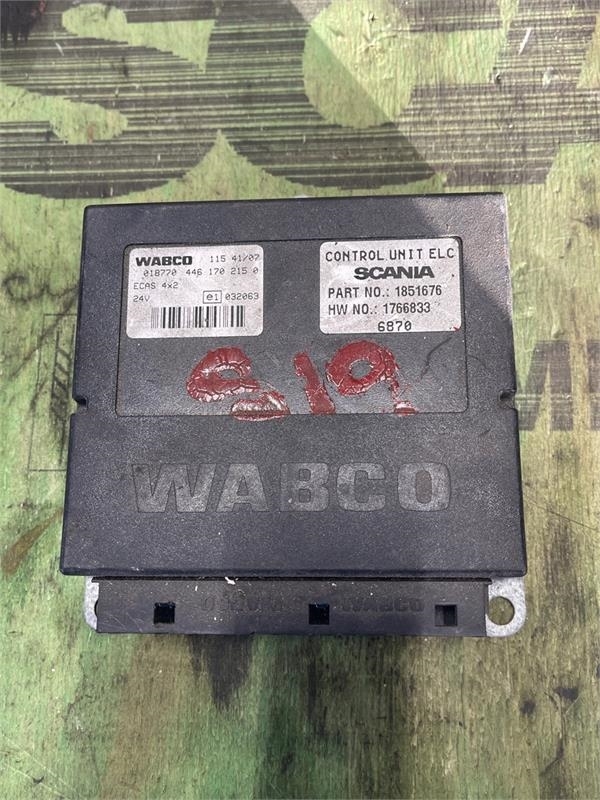 WABCO 115 41/07
018770 446 170 215 0
ECAS 4x2
24V e1 032063
CONTROL UNIT ELC
SCANIA
PART NO.: 1851676
HW NO.: 1766833
6870
819
WABCO
WABCO